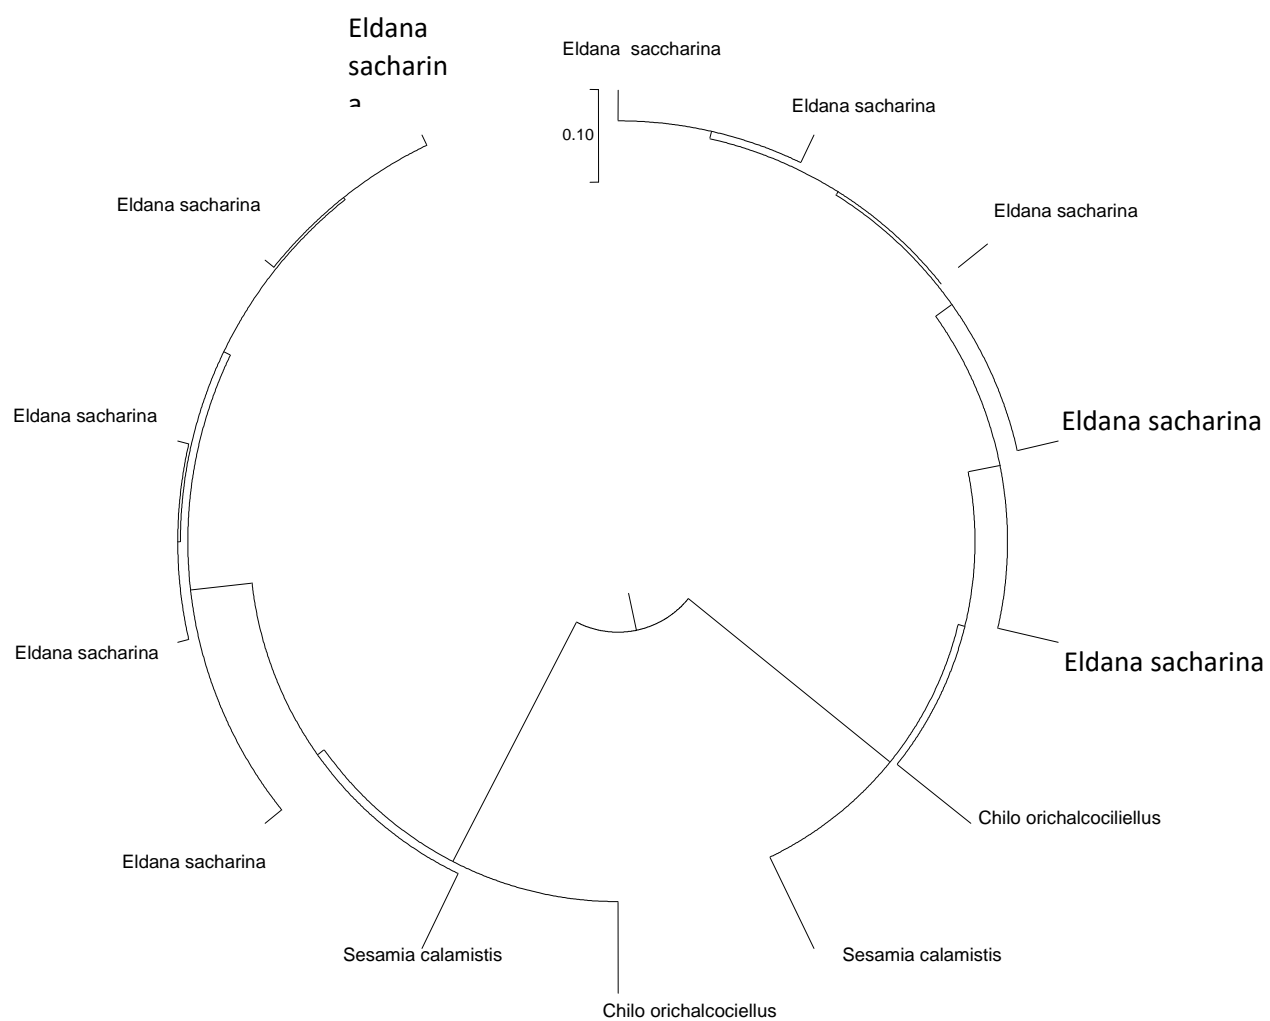 Eldana
sacharin
a
Eldana saccharina
Eldana sacharina
0.10
Eldana sacharina
Eldana sacharina
Eldana sacharina
Eldana sacharina
Eldana sacharina
Eldana sacharina
Chilo orichalcociliellus
Eldana sacharina
Sesamia calamistis
Sesamia calamistis
Chilo orichalcociellus